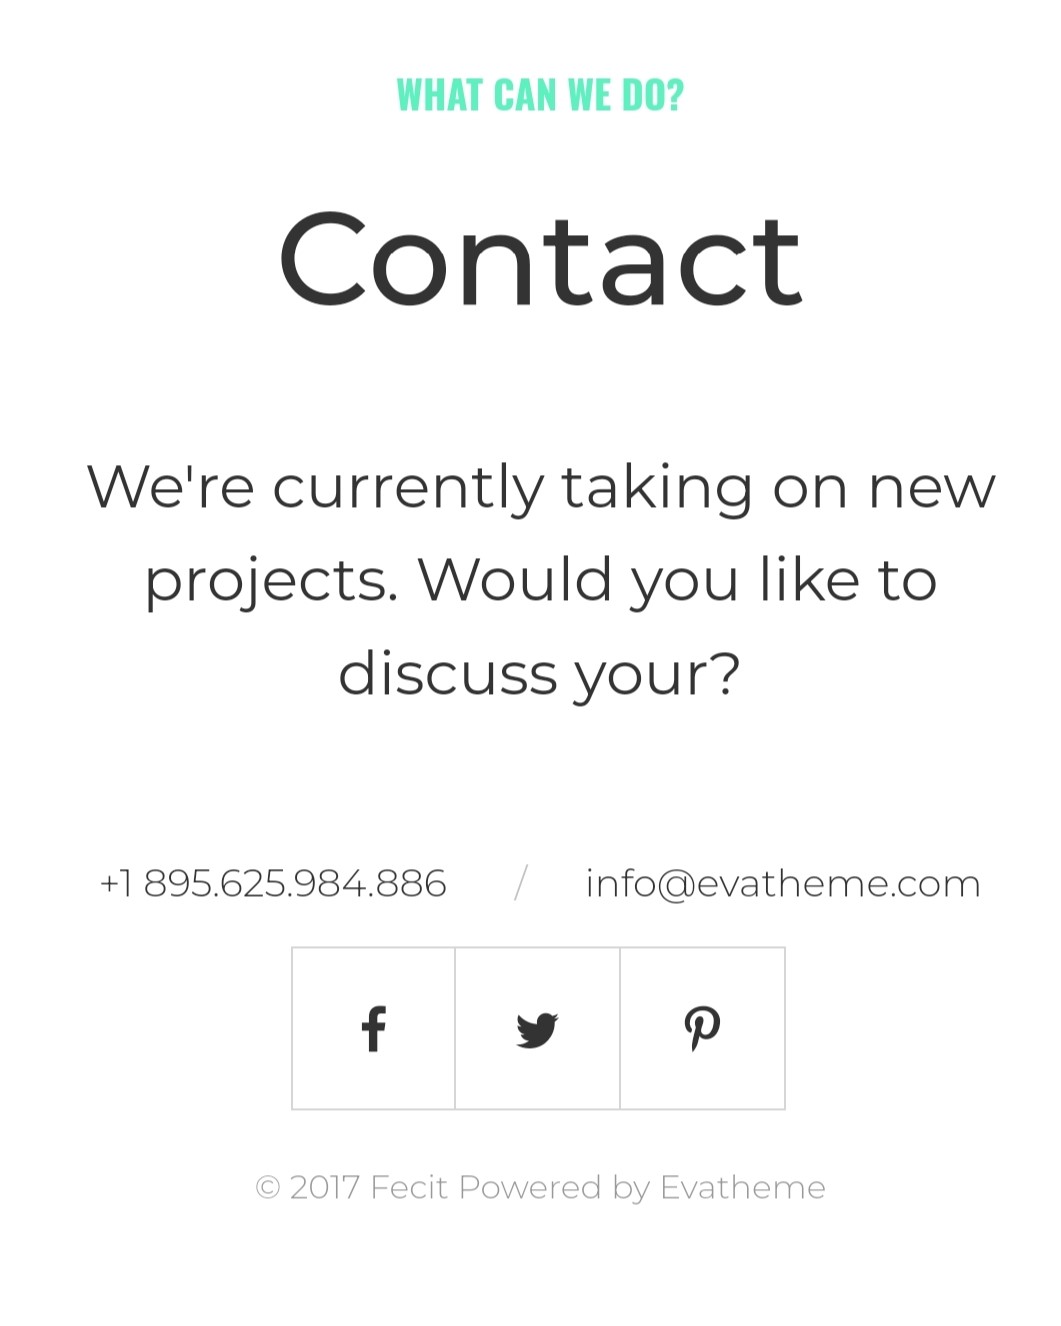 WHAT CAN WE DO?
Contact
We're currently taking on new
projects. Would you like to
discuss your?
+1 895.625.984.886 / info@evatheme.com
© 2017 Fecit Powered by Evatheme